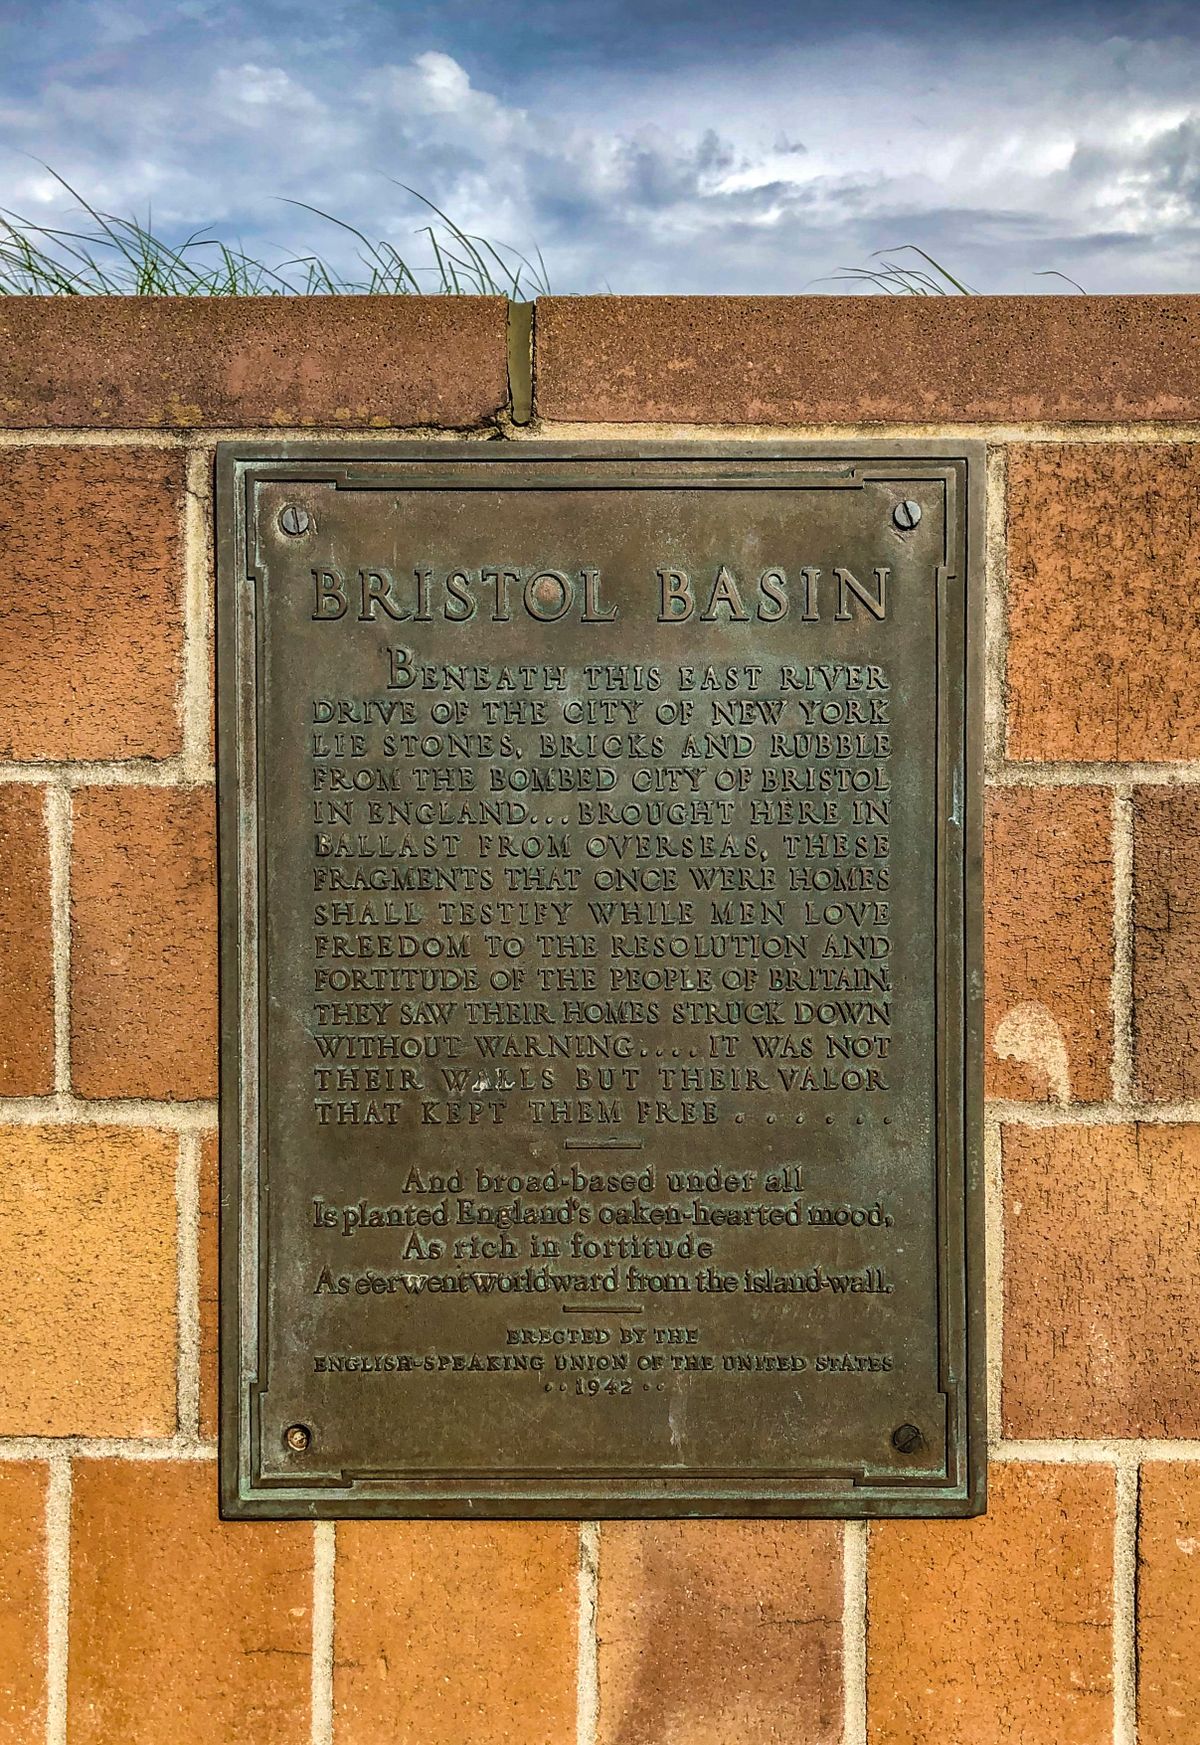 BRISTOL BASIN
BENEATH THIS EAST RIVER
DRIVE OF THE CITY OF NEW YORK
LIE STONES, BRICKS AND RUBBLE
FROM THE BOMBED CITY OF BRISTOL
IN ENGLAND... BROUGHT HERE IN
BALLAST FROM OVERSEAS, THESE
FRAGMENTS THAT ONCE WERE HOMES
SHALL TESTIFY WHILE MEN LOVE
FREEDOM TO THE RESOLUTION AND
FORTITUDE OF THE PEOPLE OF BRITAIN.
THEY SAW THEIR HOMES STRUCK DOWN
WITHOUT WARNING.... IT WAS NOT
THEIR WALLS BUT THEIR VALOR
THAT KEPT THEM FREE . . . . . .
And broad-based under all
Is planted England's oaken-hearted mood,
As rich in fortitude
As e'er went worldward from the island-wall.
ERECTED BY THE
ENGLISH-SPEAKING UNION OF THE UNITED STATES
· · 1942 · ·